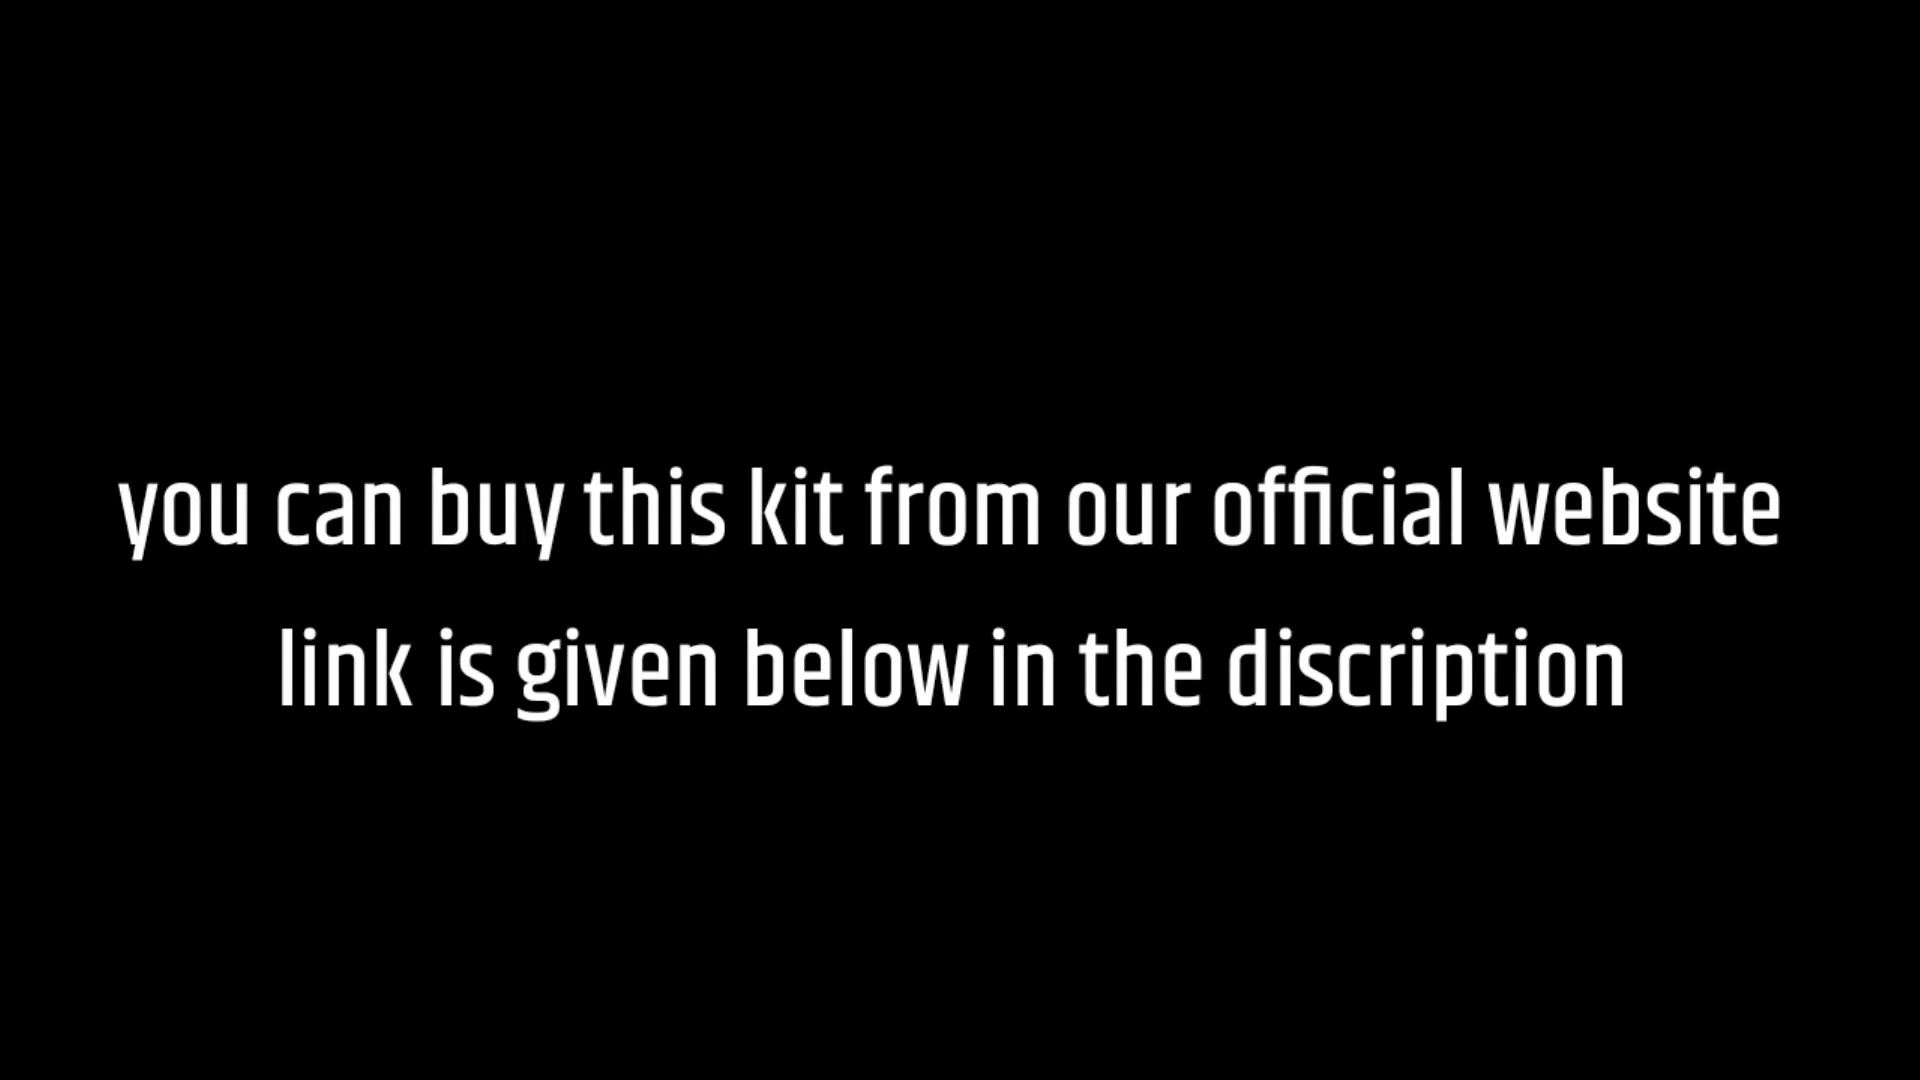 you can buy this kit from our official website
link is given below in the discription